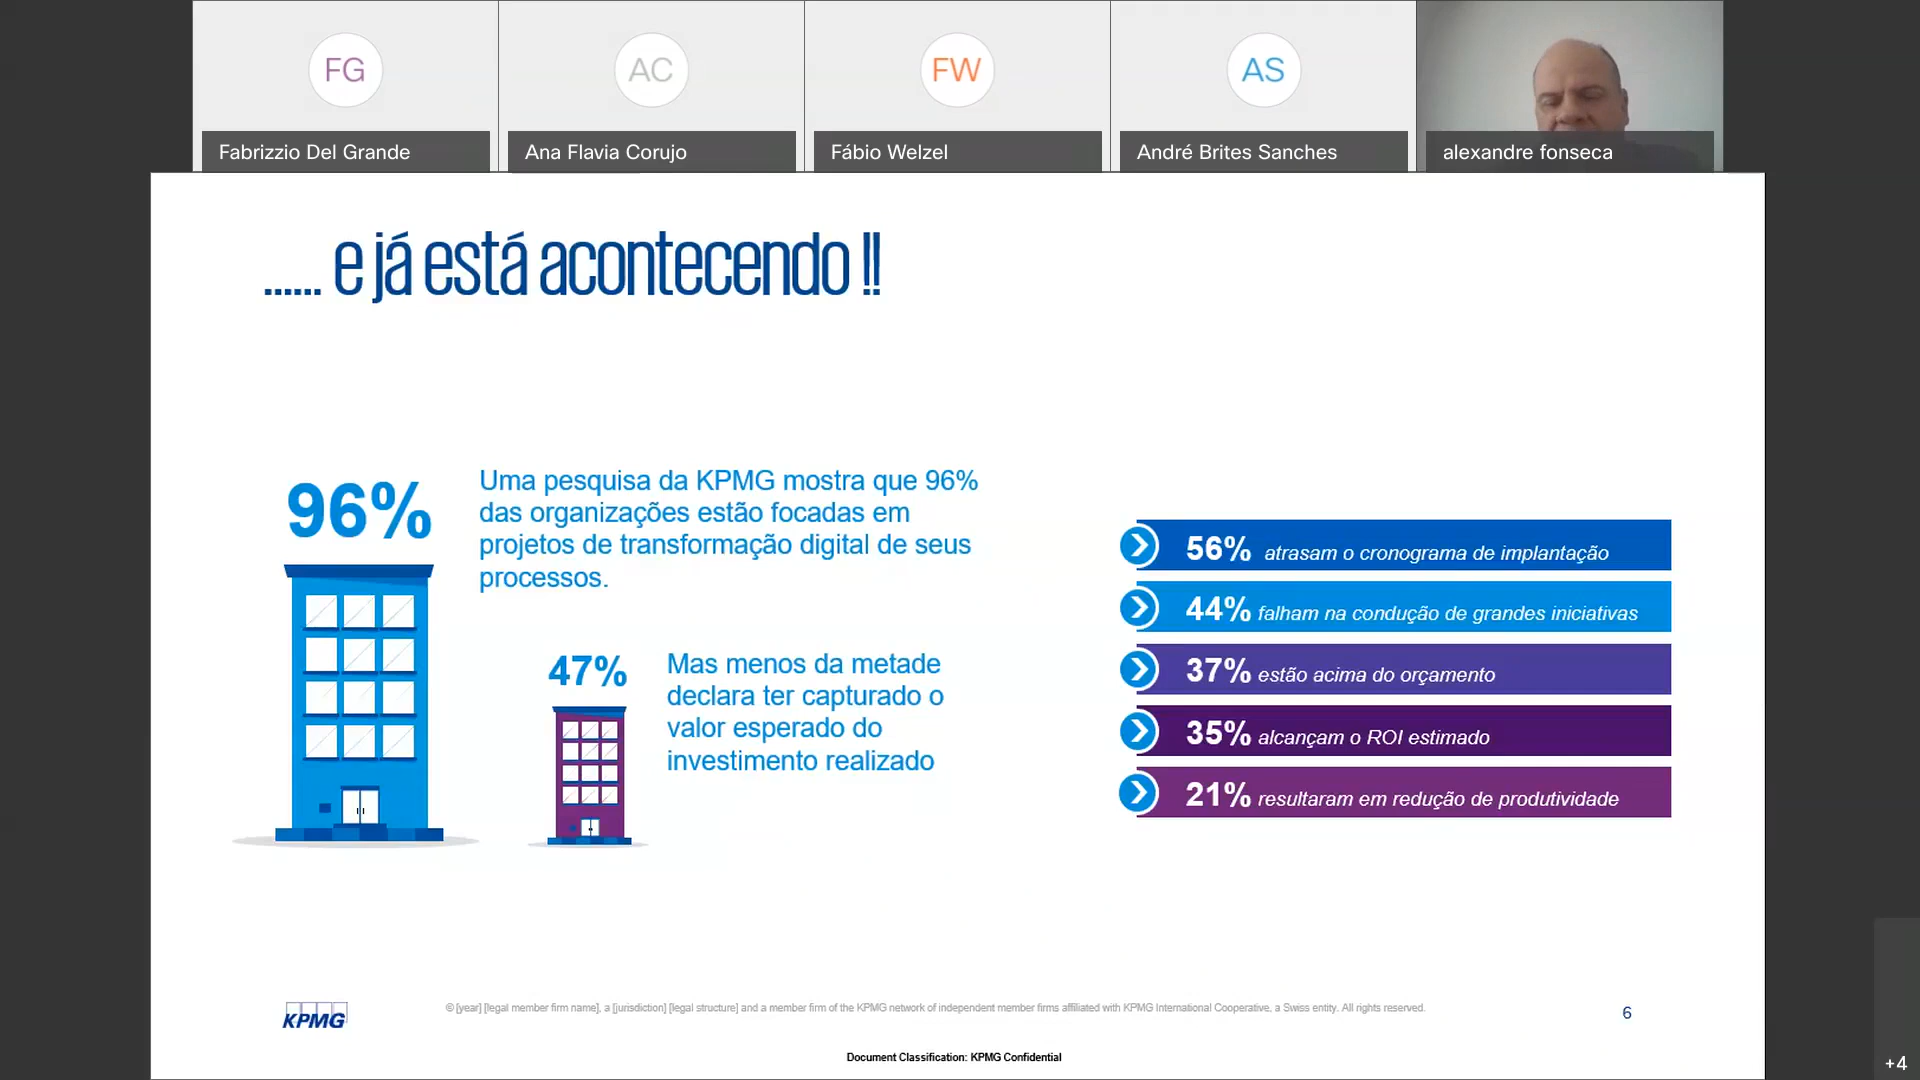 FG
AC
FW
AS
Fabrizzio Del Grande
Ana Flavia Corujo
Fábio Welzel
André Brites Sanches
alexandre fonseca
...... e já está acontecendo !!
96%
Uma pesquisa da KPMG mostra que 96%
das organizações estão focadas em
projetos de transformação digital de seus
processos.
47%
Mas menos da metade
declara ter capturado o
valor esperado do
investimento realizado
56% atrasam o cronograma de implantação
44% falham na condução de grandes iniciativas
37% estão acima do orçamento
35% alcançam o ROI estimado
21% resultaram em redução de produtividade
KPMG
© [year] [legal member firm name], a [jurisdiction] [legal structure] and a member firm of the KPMG network of independent member firms affiliated with KPMG International Cooperative, a Swiss entity. All rights reserved.
6
Document Classification: KPMG Confidential
+4